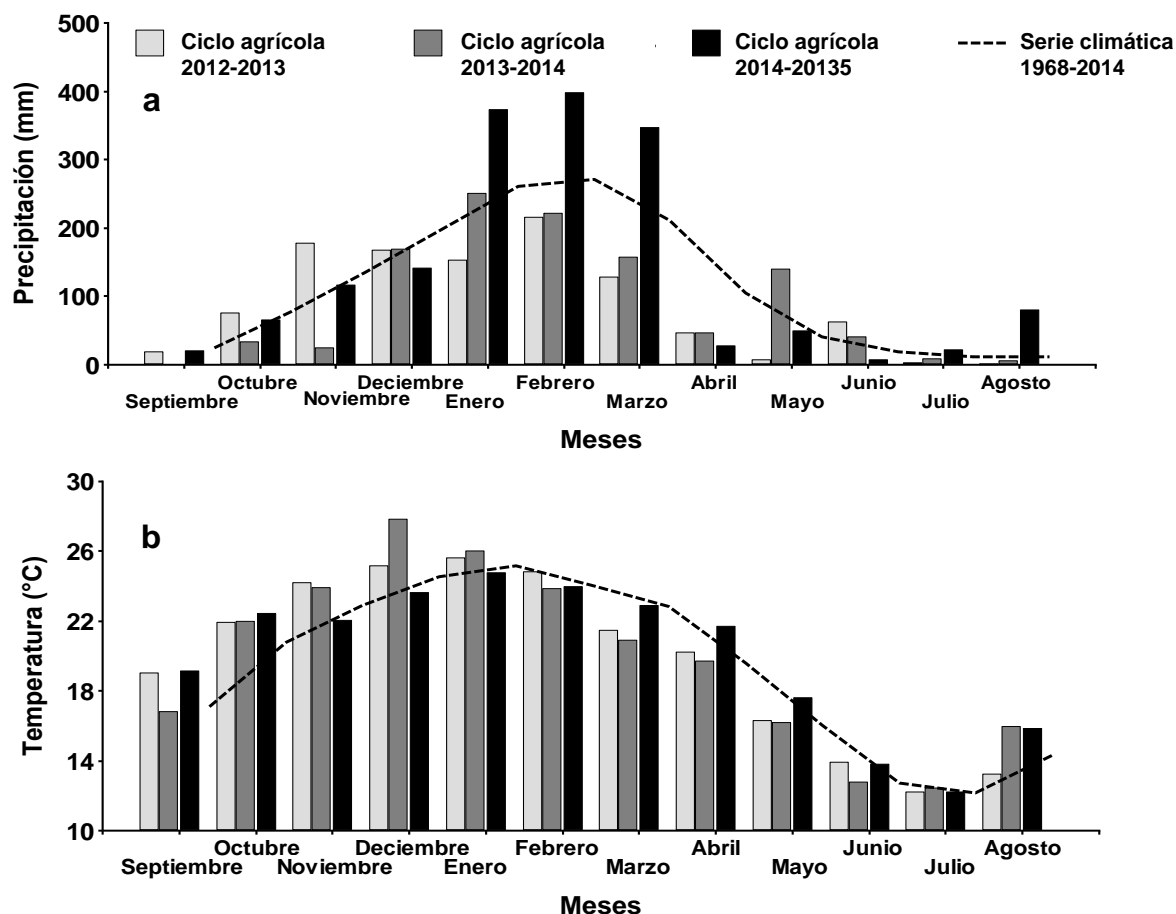 500
400
300
200
100
0
Precipitación (mm)
Ciclo agrícola
2012-2013
Ciclo agrícola
2013-2014
Ciclo agrícola
2014-20135
Serie climática
1968-2014
a
Octubre Deciembre Febrero Abril Junio Agosto
Septiembre Noviembre Enero Marzo Mayo Julio
Meses
30
26
22
18
14
10
Temperatura (°C)
b
Octubre Deciembre Febrero Abril Junio Agosto
Septiembre Noviembre Enero Marzo Mayo Julio
Meses